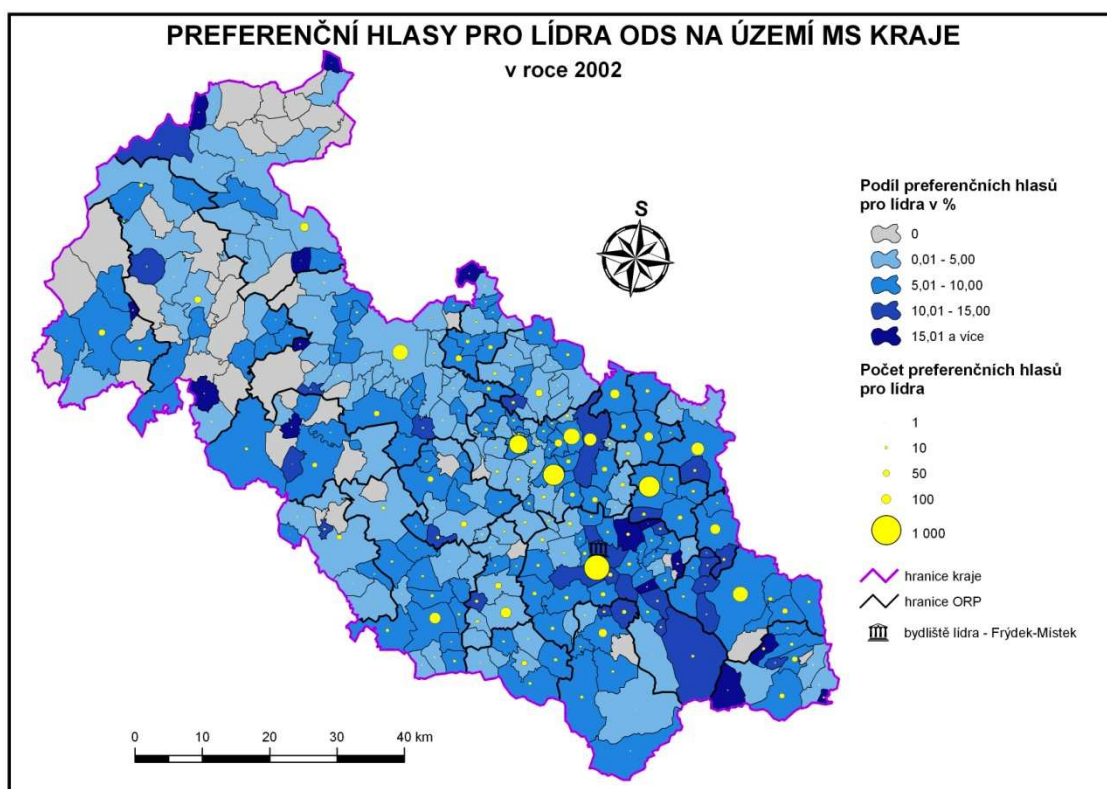 PREFERENČNÍ HLASY PRO LÍDRA ODS NA ÚZEMÍ MS KRAJE
v roce 2002
S
Podíl preferenčních hlasů
pro lídra v %
0
0,01 - 5,00
5,01 - 10,00
10,01 - 15,00
15,01 a více
Počet preferenčních hlasů
pro lídra
1
10
50
100
1 000
hranice kraje
hranice ORP
bydliště lídra - Frýdek-Místek
0 10 20 30 40 km